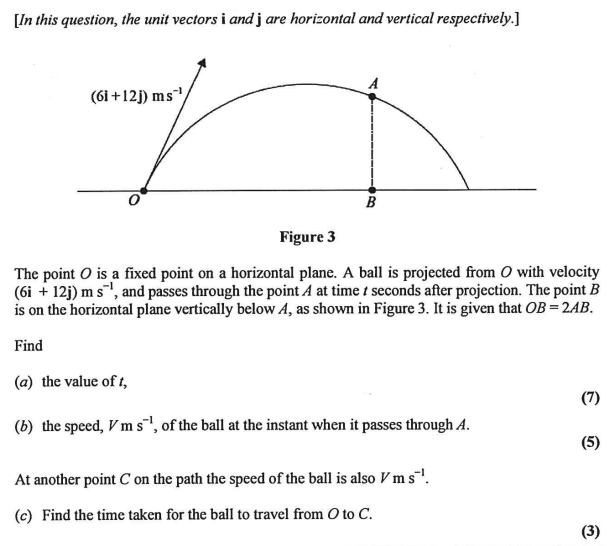 [In this question, the unit vectors i and j are horizontal and vertical respectively.]
(6i + 12j) m s⁻¹
A
O
B
Figure 3
The point O is a fixed point on a horizontal plane. A ball is projected from O with velocity
(6i + 12j) m s⁻¹, and passes through the point A at time t seconds after projection. The point B
is on the horizontal plane vertically below A, as shown in Figure 3. It is given that OB = 2AB.
Find
(a) the value of t,
(7)
(b) the speed, V m s⁻¹, of the ball at the instant when it passes through A.
(5)
At another point C on the path the speed of the ball is also V m s⁻¹.
(c) Find the time taken for the ball to travel from O to C.
(3)